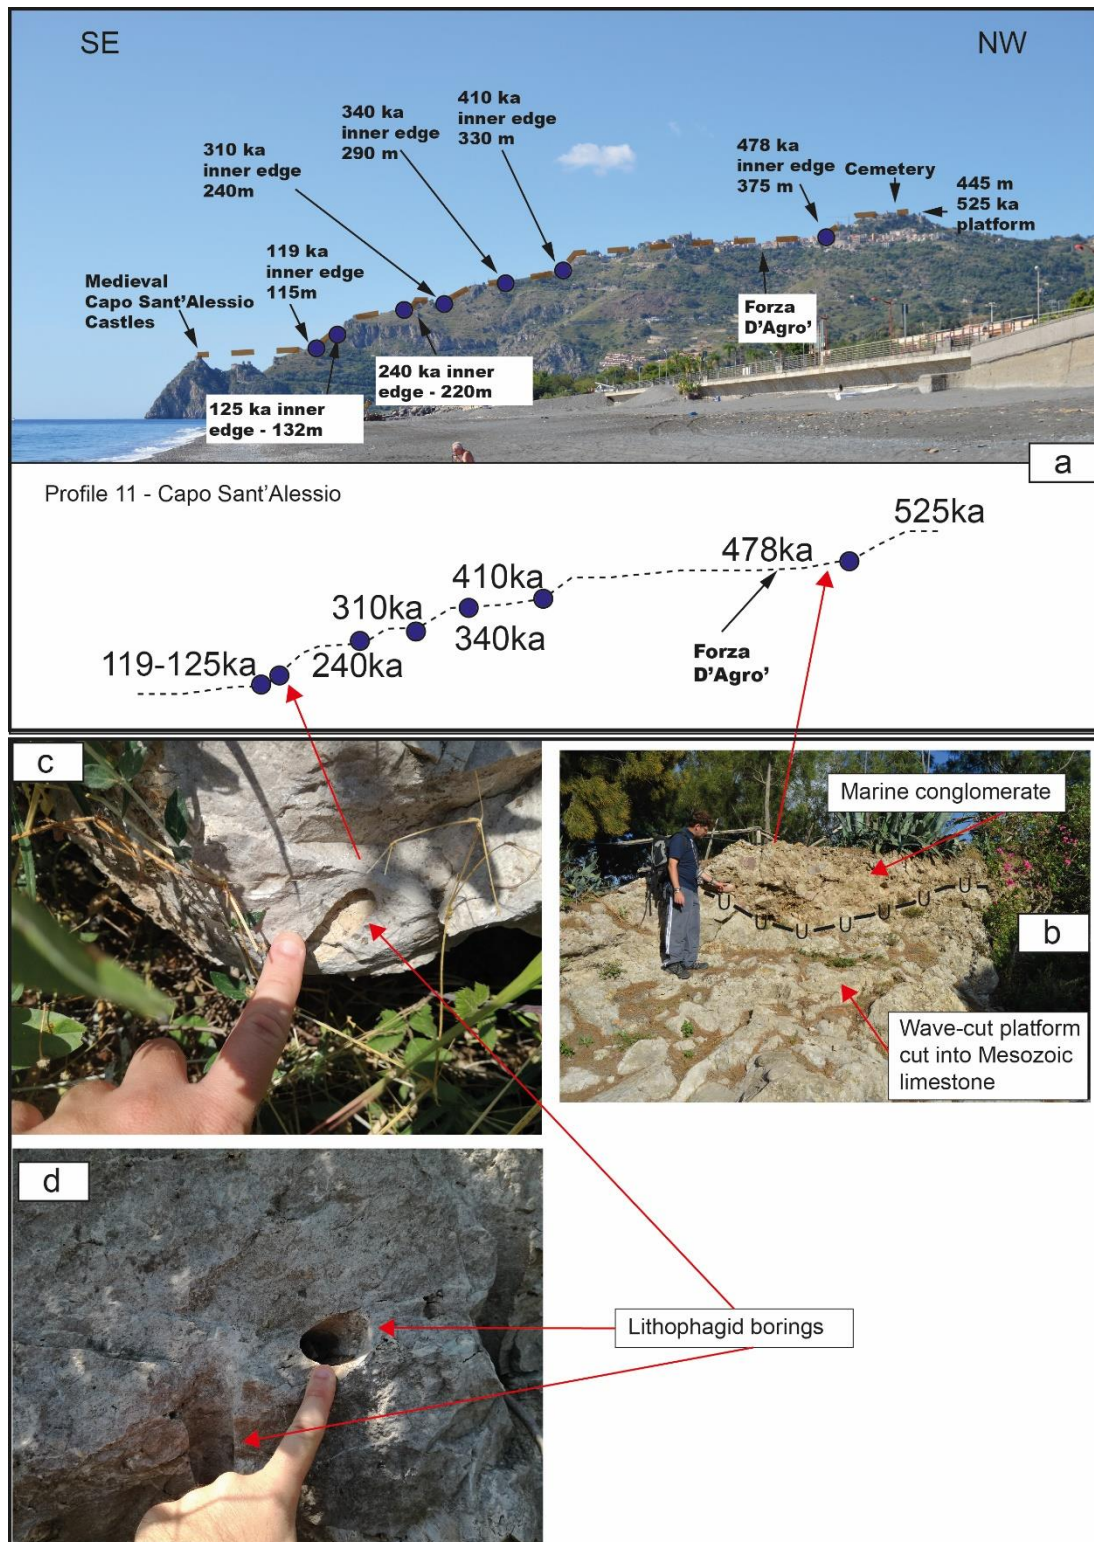 SE
NW
410 ka
inner edge
330 m
340 ka
inner edge
290 m
310 ka
inner edge
240m
478 ka
inner edge
375 m
Cemetery
445 m
525 ka
platform
119 ka
inner edge
115m
Medieval
Capo Sant'Alessio
Castles
Forza
D'Agro'
240 ka inner
edge - 220m
125 ka inner
edge - 132m
a
Profile 11 - Capo Sant'Alessio
525ka
478ka
410ka
310ka
340ka
240ka
119-125ka
Forza
D'Agro'
c
Marine conglomerate
U U U U U U U
b
Wave-cut platform
cut into Mesozoic
limestone
d
Lithophagid borings